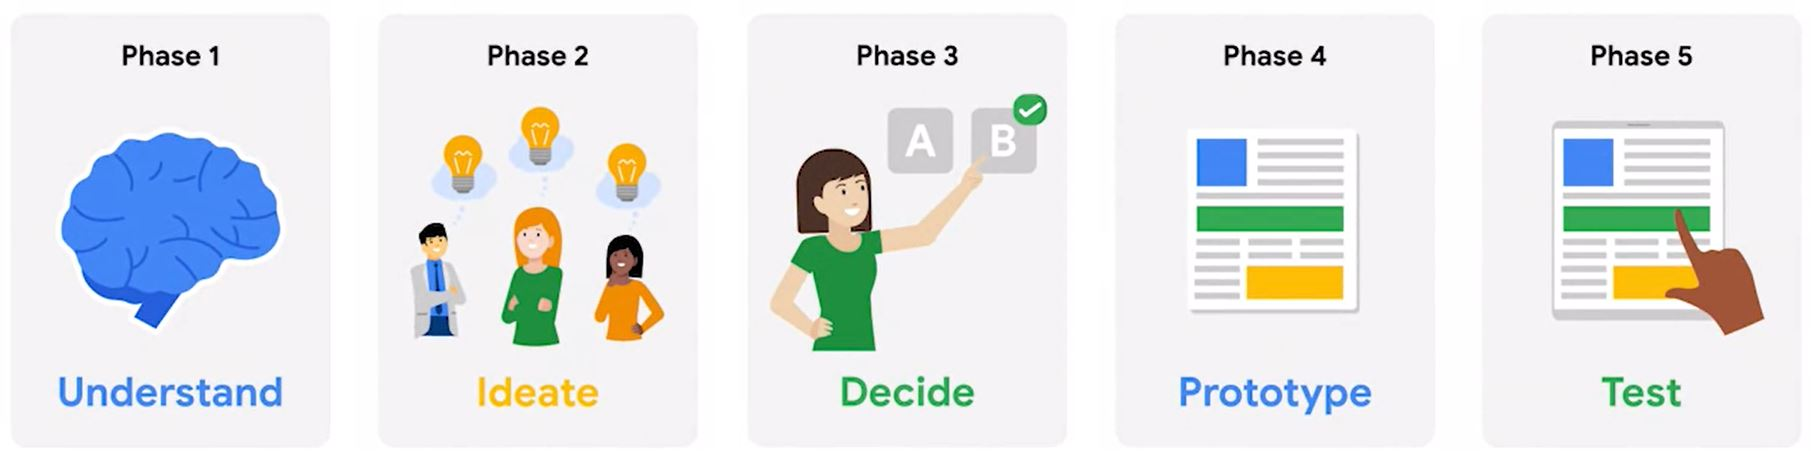 Phase 1
Understand
Phase 2
Ideate
Phase 3
A B
Decide
Phase 4
Prototype
Phase 5
Test